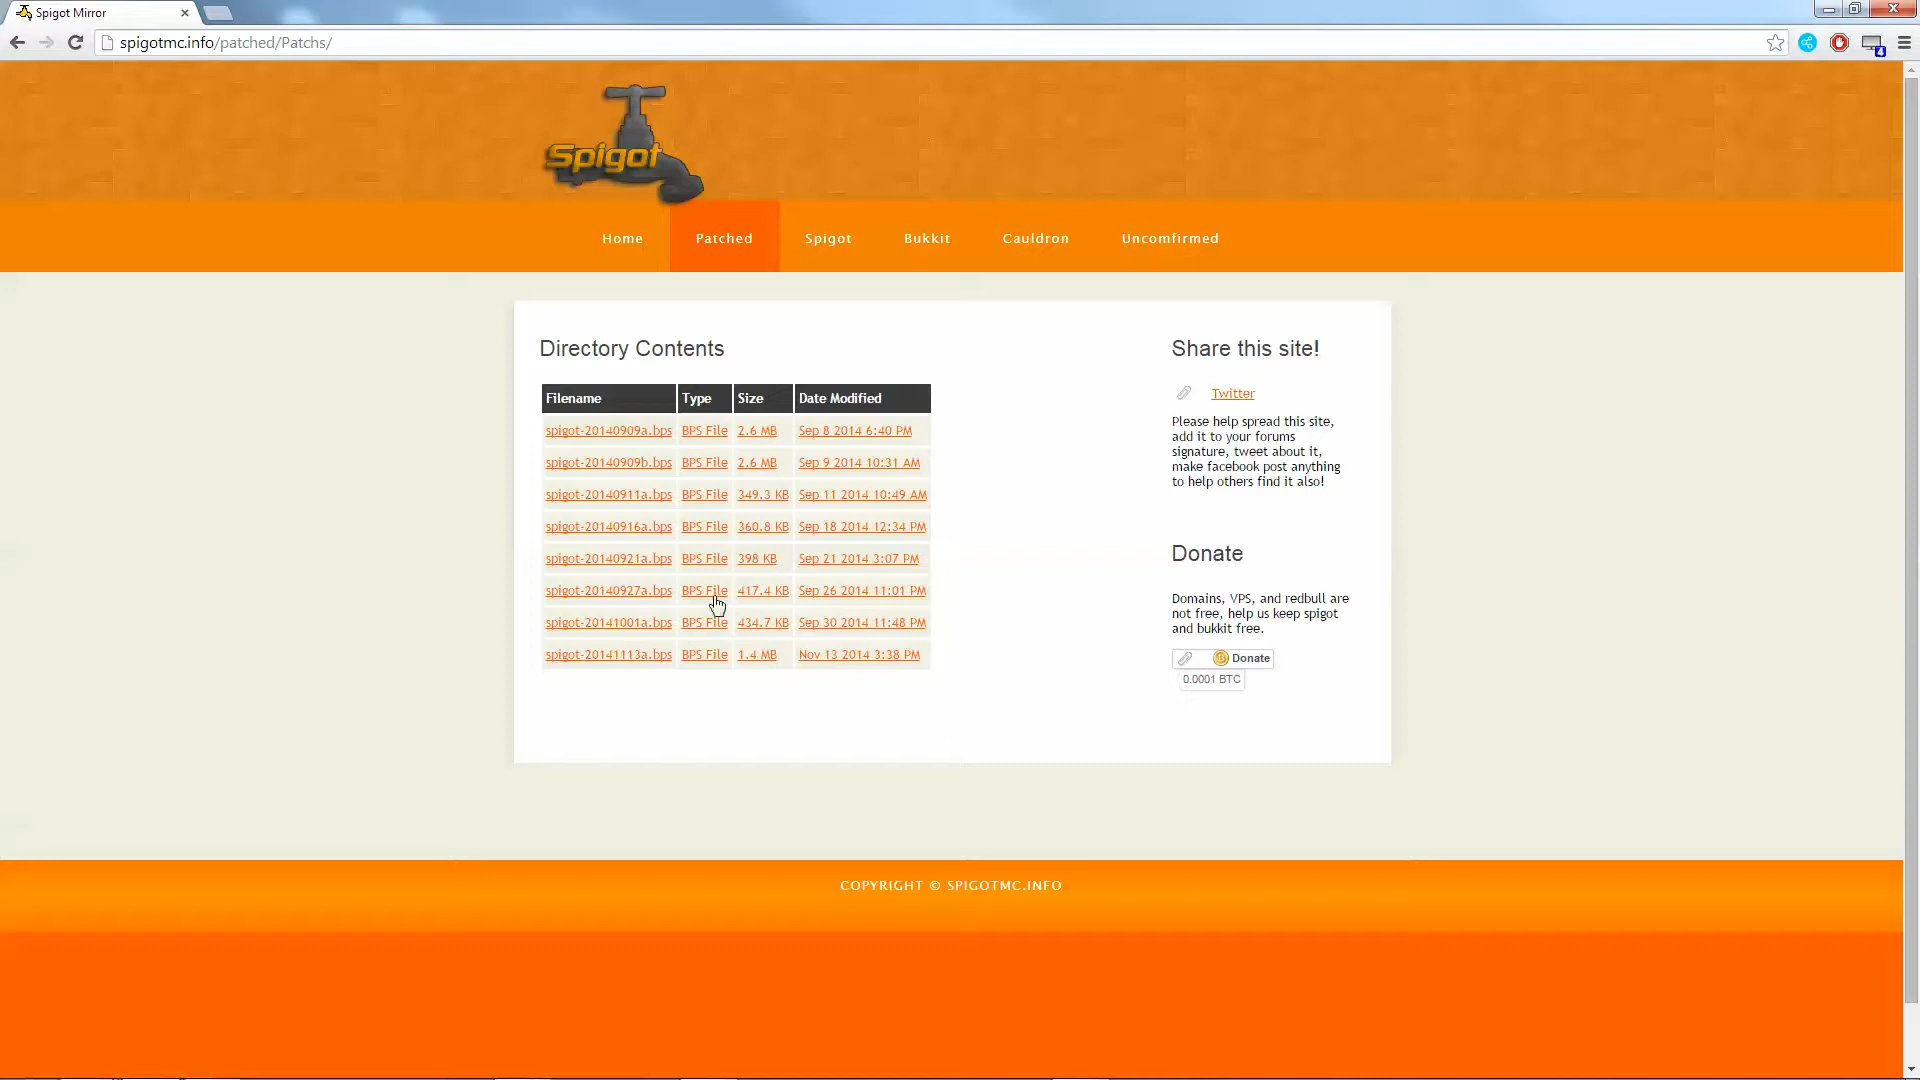 Spigot Mirror
spigotmc.info/patched/Patchs/
4
Spigot
Home Patched Spigot Bukkit Cauldron Uncomfirmed
Directory Contents
Filename Type Size Date Modified
spigot-20140909a.bps BPS File 2.6 MB Sep 8 2014 6:40 PM
spigot-20140909b.bps BPS File 2.6 MB Sep 9 2014 10:31 AM
spigot-20140911a.bps BPS File 349.3 KB Sep 11 2014 10:49 AM
spigot-20140916a.bps BPS File 360.8 KB Sep 18 2014 12:34 PM
spigot-20140921a.bps BPS File 398 KB Sep 21 2014 3:07 PM
spigot-20140927a.bps BPS File 417.4 KB Sep 26 2014 11:01 PM
spigot-20141001a.bps BPS File 434.7 KB Sep 30 2014 11:48 PM
spigot-20141113a.bps BPS File 1.4 MB Nov 13 2014 3:38 PM
Share this site!
Twitter
Please help spread this site,
add it to your forums
signature, tweet about it,
make facebook post anything
to help others find it also!
Donate
Domains, VPS, and redbull are
not free, help us keep spigot
and bukkit free.
Donate
0.0001 BTC
COPYRIGHT © SPIGOTMC.INFO